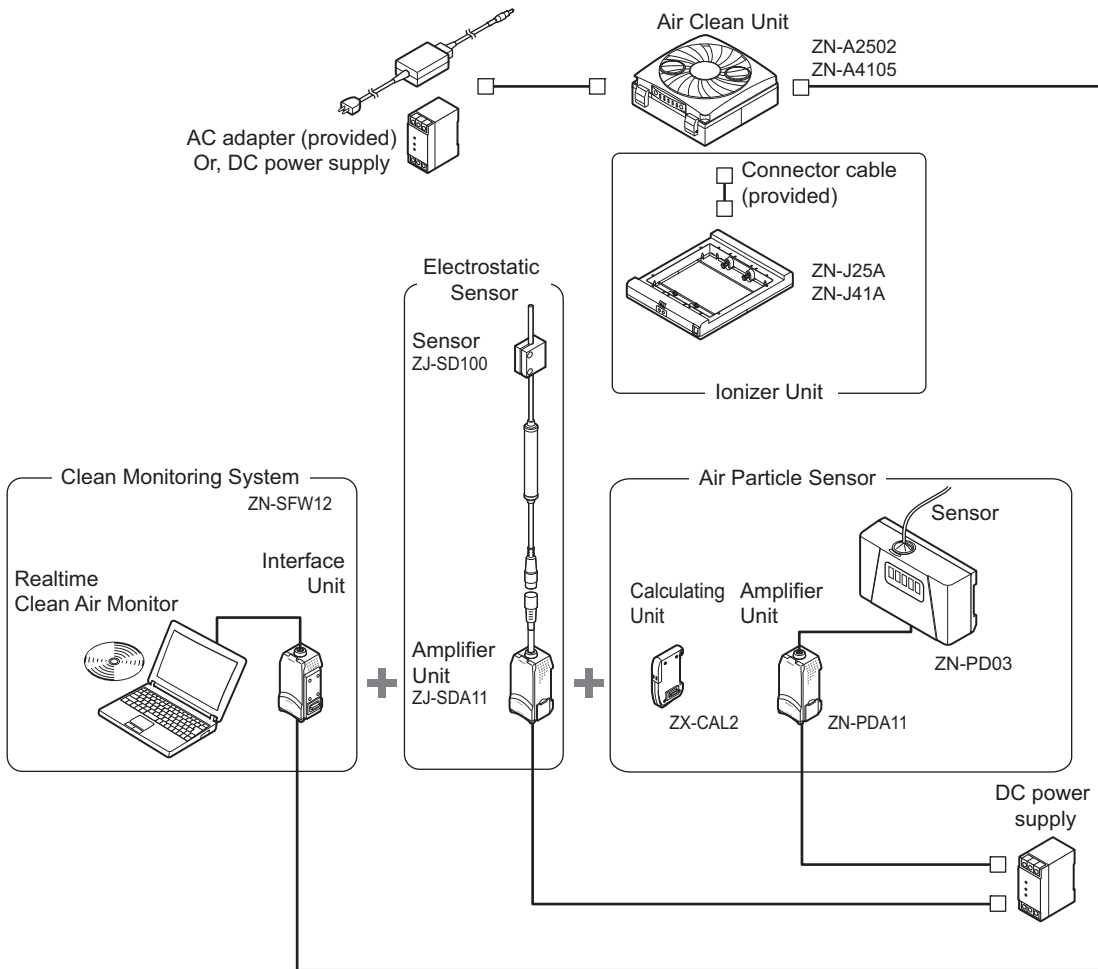 Air Clean Unit
ZN-A2502
ZN-A4105
AC adapter (provided)
Or, DC power supply
Connector cable
(provided)
ZN-J25A
ZN-J41A
Ionizer Unit
Electrostatic
Sensor
Sensor
ZJ-SD100
Amplifier
Unit
ZJ-SDA11
Clean Monitoring System
ZN-SFW12
Interface
Unit
Realtime
Clean Air Monitor
Air Particle Sensor
Sensor
Calculating
Unit
Amplifier
Unit
ZN-PD03
ZX-CAL2
ZN-PDA11
DC power
supply